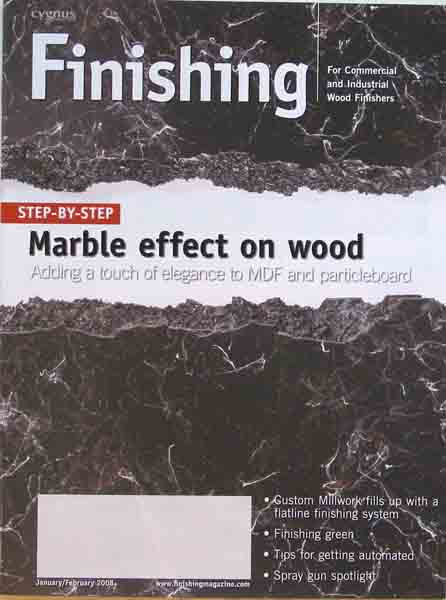 cygnus
Finishing
For Commercial
and Industrial
Wood Finishers
STEP-BY-STEP
Marble effect on wood
Adding a touch of elegance to MDF and particleboard
• Custom Millwork fills up with a
flatline finishing system
• Finishing green
• Tips for getting automated
• Spray gun spotlight
January/February 2008
www.finishingmagazine.com